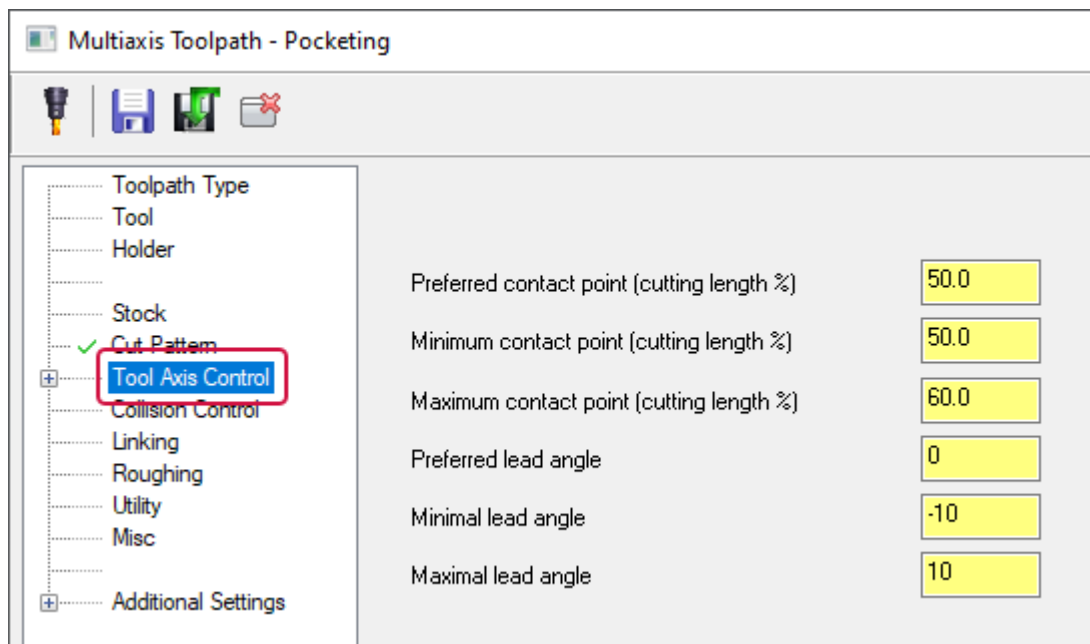 Multiaxis Toolpath - Pocketing
Toolpath Type
Tool
Holder
Stock
Cut Pattern
Tool Axis Control
Collision Control
Linking
Roughing
Utility
Misc
Additional Settings
Preferred contact point (cutting length %) 50.0
Minimum contact point (cutting length %) 50.0
Maximum contact point (cutting length %) 60.0
Preferred lead angle 0
Minimal lead angle -10
Maximal lead angle 10